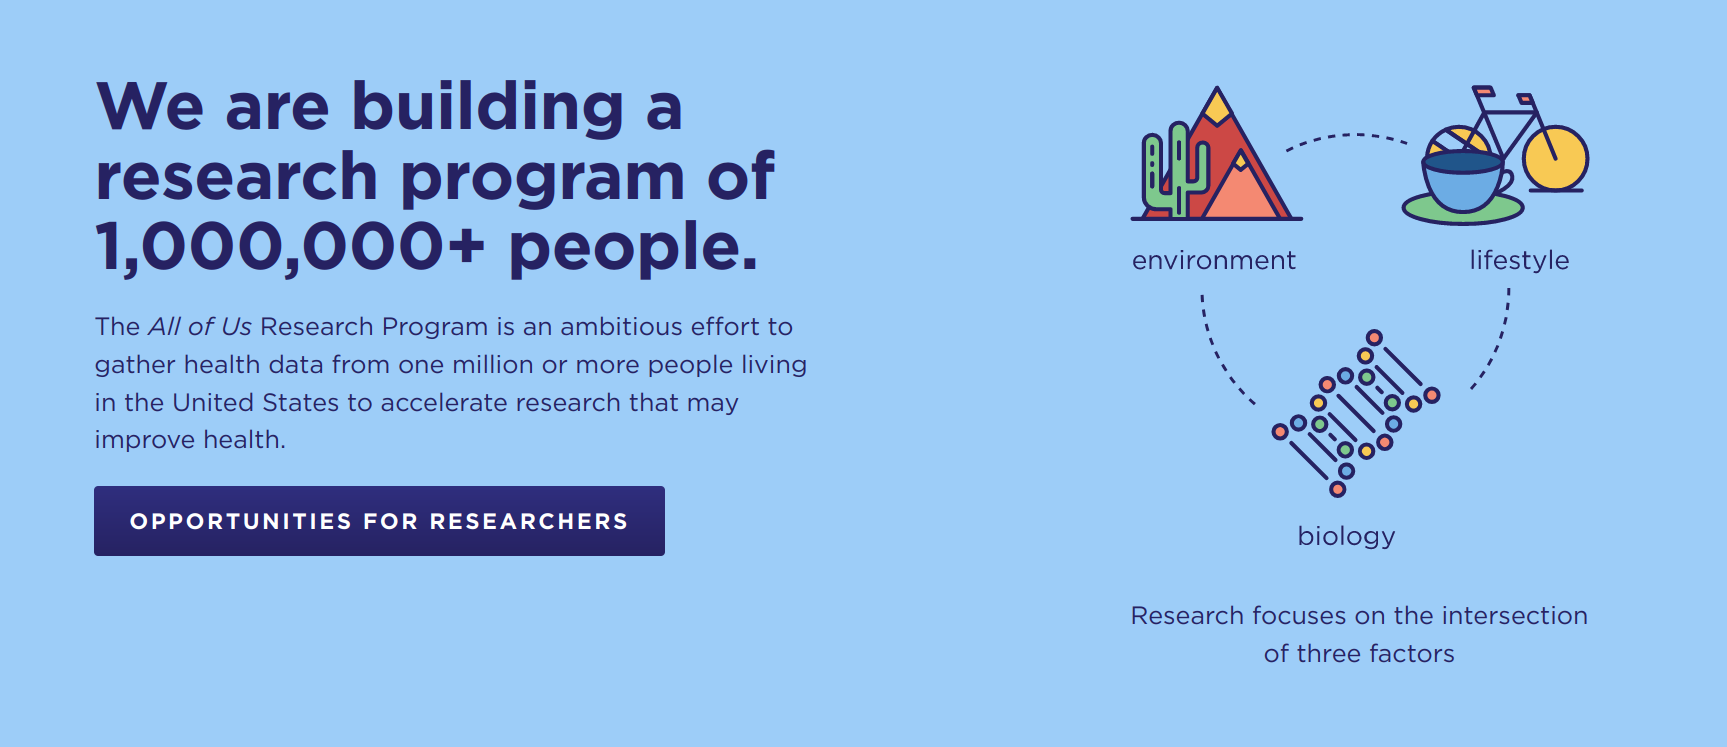 We are building a
research program of
1,000,000+ people.
The All of Us Research Program is an ambitious effort to
gather health data from one million or more people living
in the United States to accelerate research that may
improve health.
OPPORTUNITIES FOR RESEARCHERS
environment
lifestyle
biology
Research focuses on the intersection
of three factors